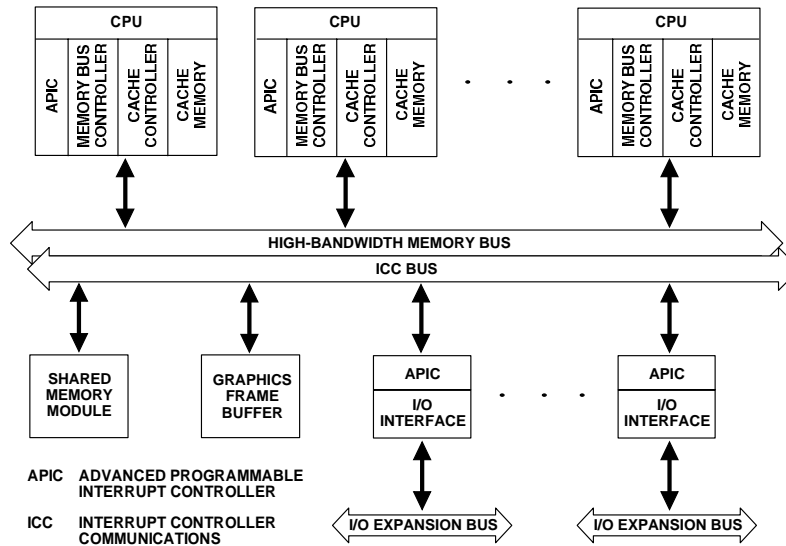 CPU
APIC
MEMORY BUS
CONTROLLER
CACHE
CONTROLLER
CACHE
MEMORY
CPU
APIC
MEMORY BUS
CONTROLLER
CACHE
CONTROLLER
CACHE
MEMORY
. . .
CPU
APIC
MEMORY BUS
CONTROLLER
CACHE
CONTROLLER
CACHE
MEMORY
HIGH-BANDWIDTH MEMORY BUS
ICC BUS
SHARED
MEMORY
MODULE
GRAPHICS
FRAME
BUFFER
APIC
I/O
INTERFACE
. . .
APIC
I/O
INTERFACE
APIC ADVANCED PROGRAMMABLE
INTERRUPT CONTROLLER
ICC INTERRUPT CONTROLLER
COMMUNICATIONS
I/O EXPANSION BUS
I/O EXPANSION BUS